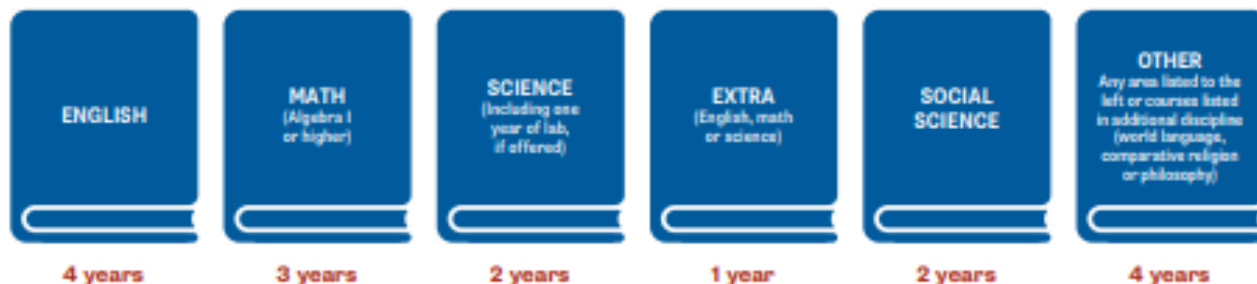 ENGLISH
4 years
MATH
(Algebra I
or higher)
3 years
SCIENCE
(Including one
year of lab,
if offered)
2 years
EXTRA
(English, math
or science)
1 year
SOCIAL
SCIENCE
2 years
OTHER
Any area listed to the
left or courses listed
in additional discipline
(world language,
comparative religion
or philosophy)
4 years